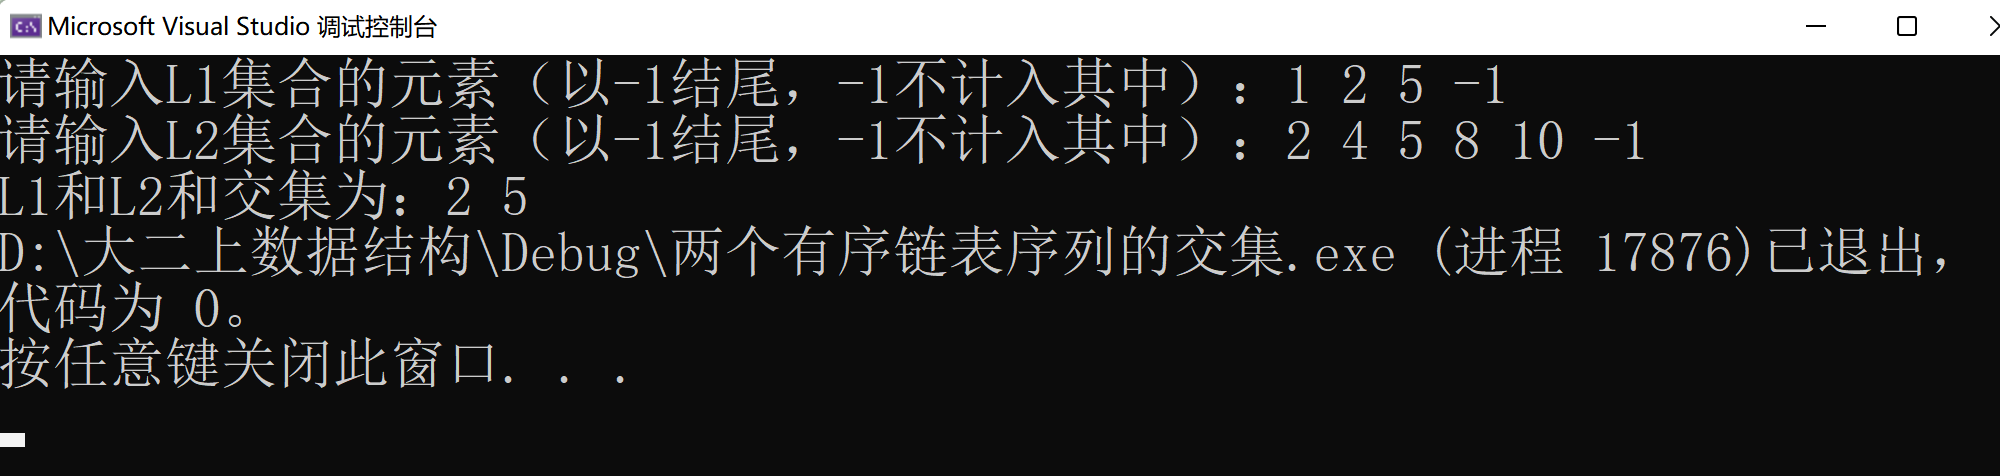 Microsoft Visual Studio 调试控制台
请输入L1集合的元素（以-1结尾，-1不计入其中）：1 2 5 -1
请输入L2集合的元素（以-1结尾，-1不计入其中）：2 4 5 8 10 -1
L1和L2和交集为：2 5
D:\大二上数据结构\Debug\两个有序链表序列的交集.exe (进程 17876)已退出，
代码为 0。
按任意键关闭此窗口. . .